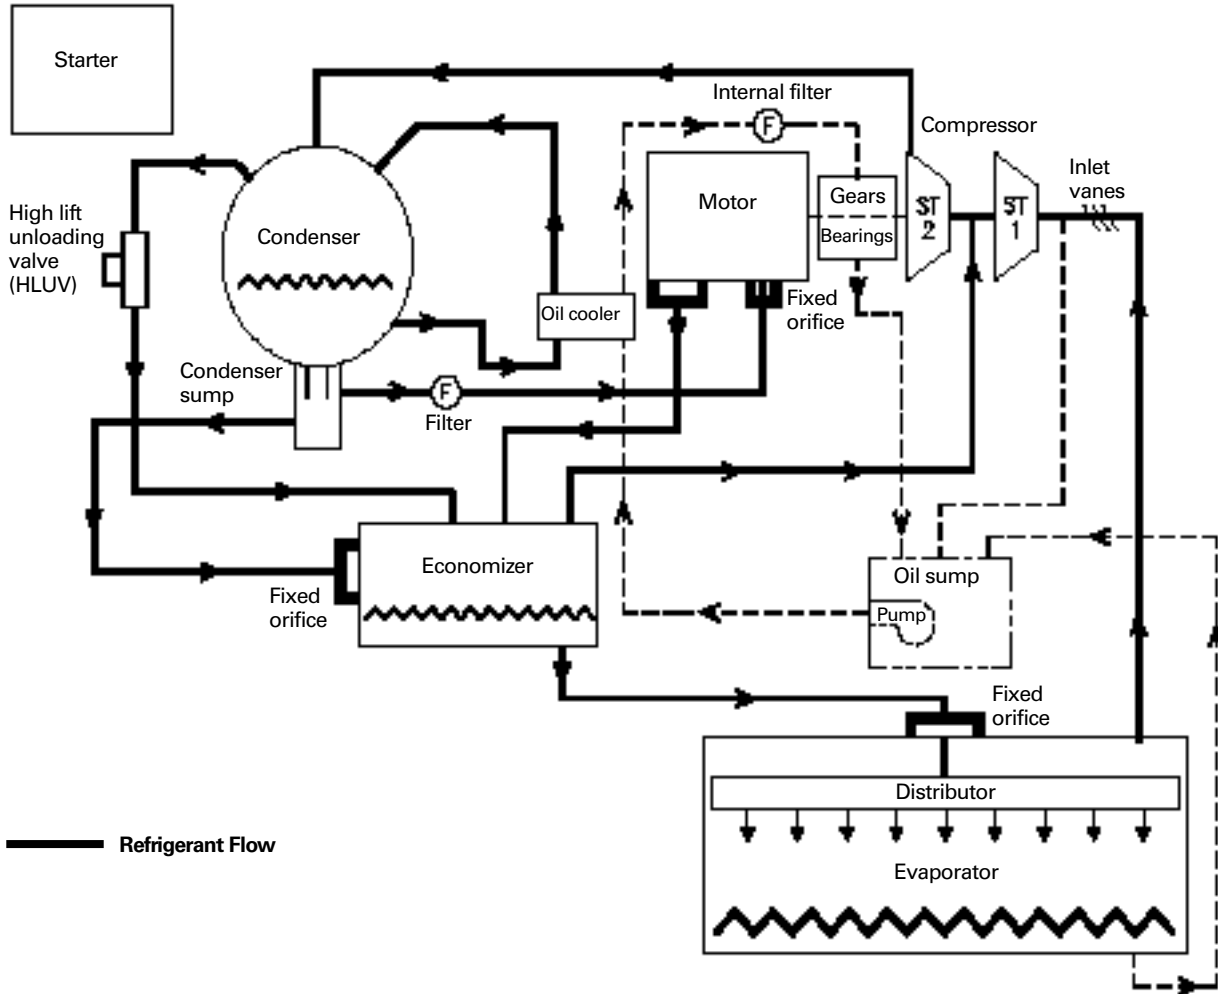 Starter
Internal filter
F
Compressor
Inlet
vanes
Motor
Gears
Bearings
ST
2
ST
1
High lift
unloading
valve
(HLUV)
Condenser
Oil cooler
Fixed
orifice
Condenser
sump
F
Filter
Economizer
Fixed
orifice
Oil sump
Pump
Fixed
orifice
Distributor
Evaporator
Refrigerant Flow